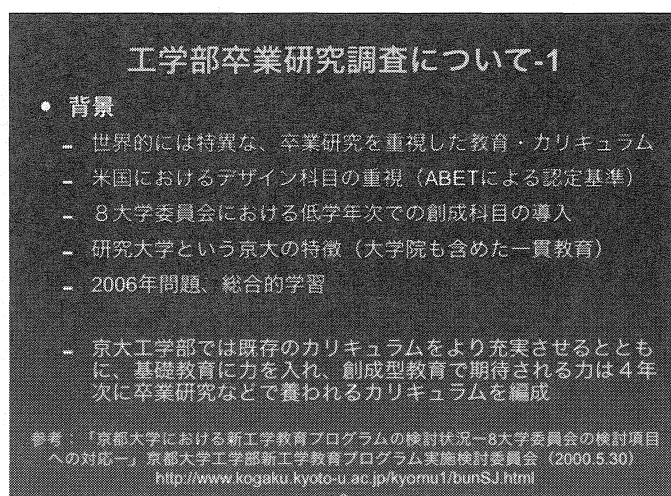 工学部卒業研究調査について-1
• 背景
– 世界的には特異な、卒業研究を重視した教育・カリキュラム
– 米国におけるデザイン科目の重視（ABETによる認定基準）
– ８大学委員会における低学年次での創成科目の導入
– 研究大学という京大の特徴（大学院も含めた一貫教育）
– 2006年問題、総合的学習
– 京大工学部では既存のカリキュラムをより充実させるととも
に、基礎教育に力を入れ、創成型教育で期待される力は４年
次に卒業研究などで養われるカリキュラムを編成
参考：「京都大学における新工学教育プログラムの検討状況ー8大学委員会の検討項目
への対応ー」京都大学工学部新工学教育プログラム実施検討委員会（2000.5.30）
http://www.kogaku.kyoto-u.ac.jp/kyomu1/bunSJ.html